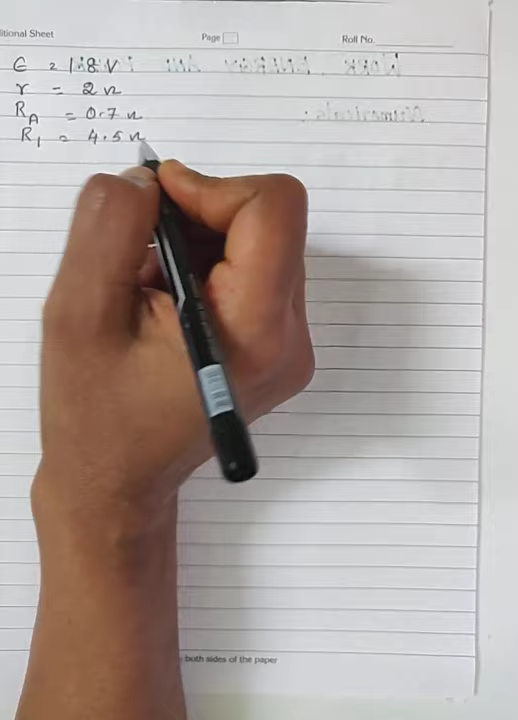 ditional Sheet
Page
Roll No.
ε = 1.8 V
r = 2 Ω
R_A = 0.7 Ω
R_1 = 4.5 Ω
both sides of the paper